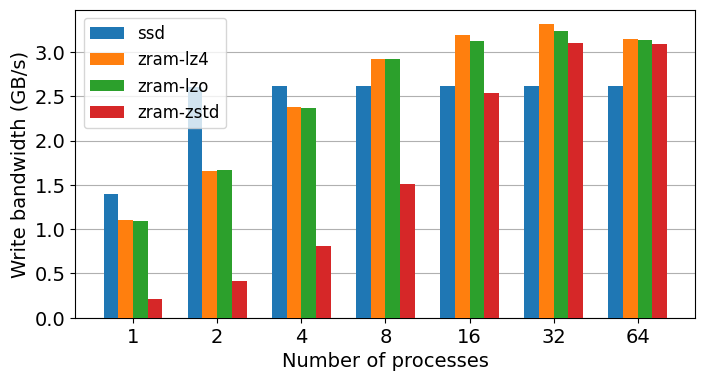 ssd
zram-lz4
zram-lzo
zram-zstd
Write bandwidth (GB/s)
3.0
2.5
2.0
1.5
1.0
0.5
0.0
1 2 4 8 16 32 64
Number of processes